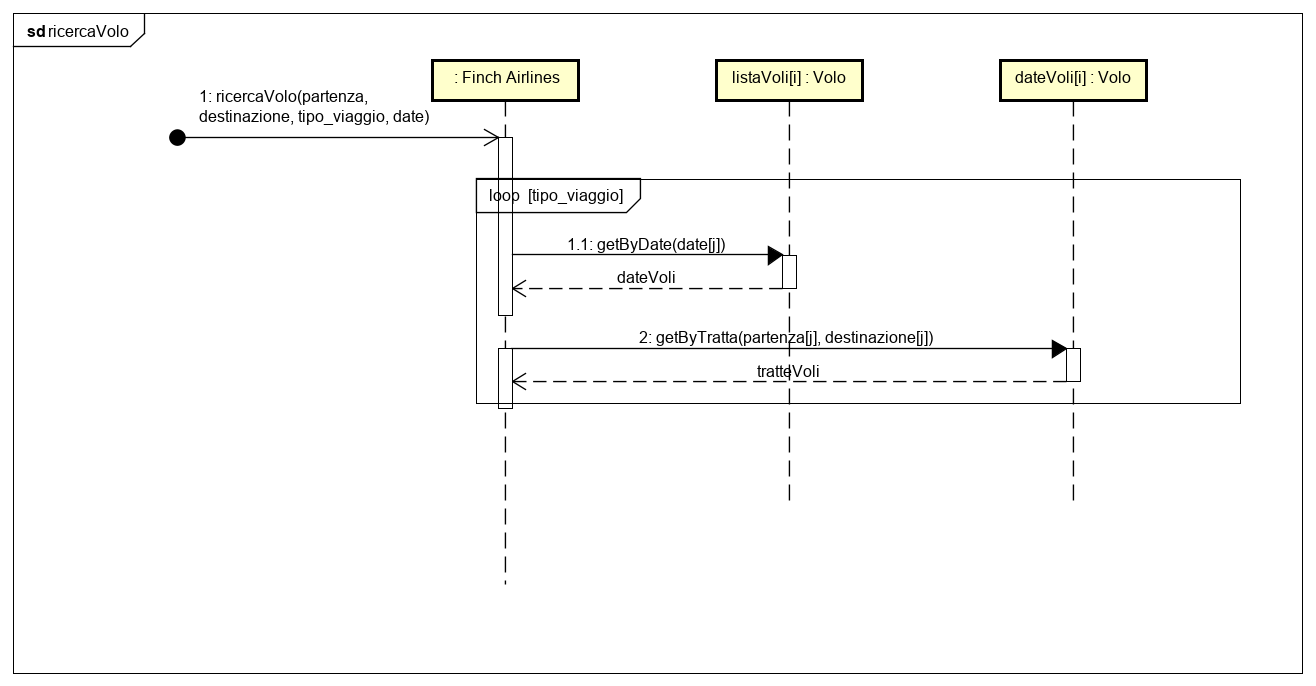 sd ricercaVolo
: Finch Airlines
listaVoli[i] : Volo
dateVoli[i] : Volo
1: ricercaVolo(partenza,
destinazione, tipo_viaggio, date)
loop [tipo_viaggio]
1.1: getByDate(date[j])
dateVoli
2: getByTratta(partenza[j], destinazione[j])
tratteVoli